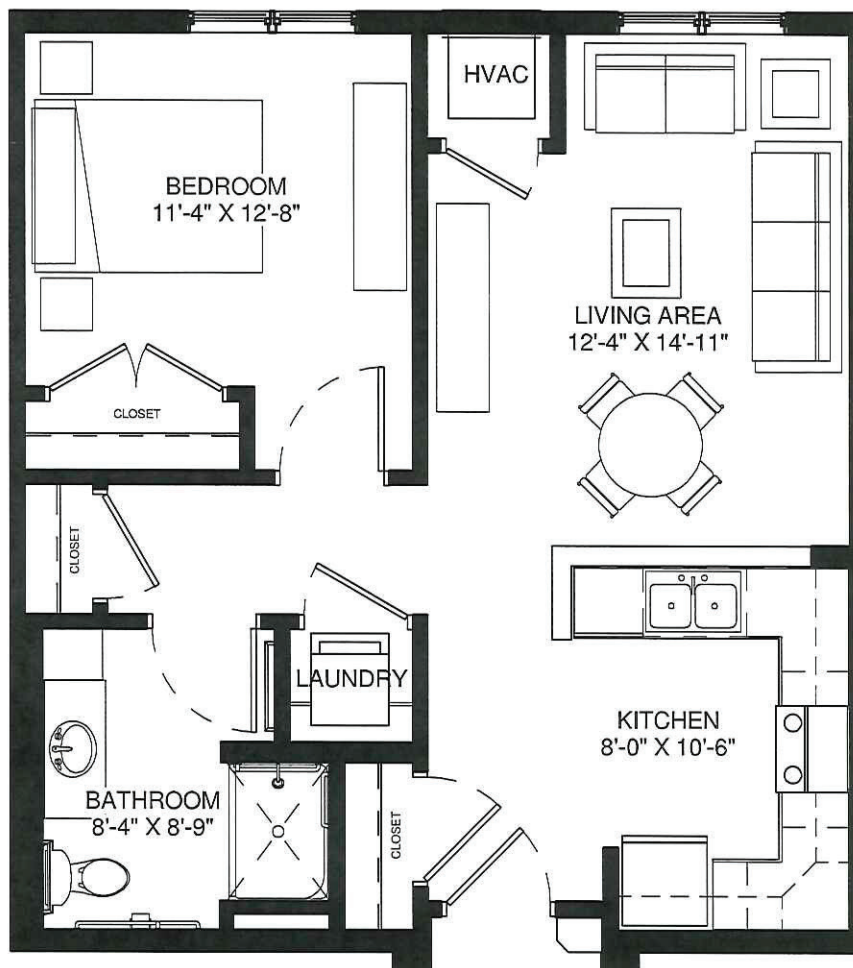 HVAC
BEDROOM
11'-4" X 12'-8"
LIVING AREA
12'-4" X 14'-11"
CLOSET
CLOSET
LAUNDRY
KITCHEN
8'-0" X 10'-6"
BATHROOM
8'-4" X 8'-9"
CLOSET